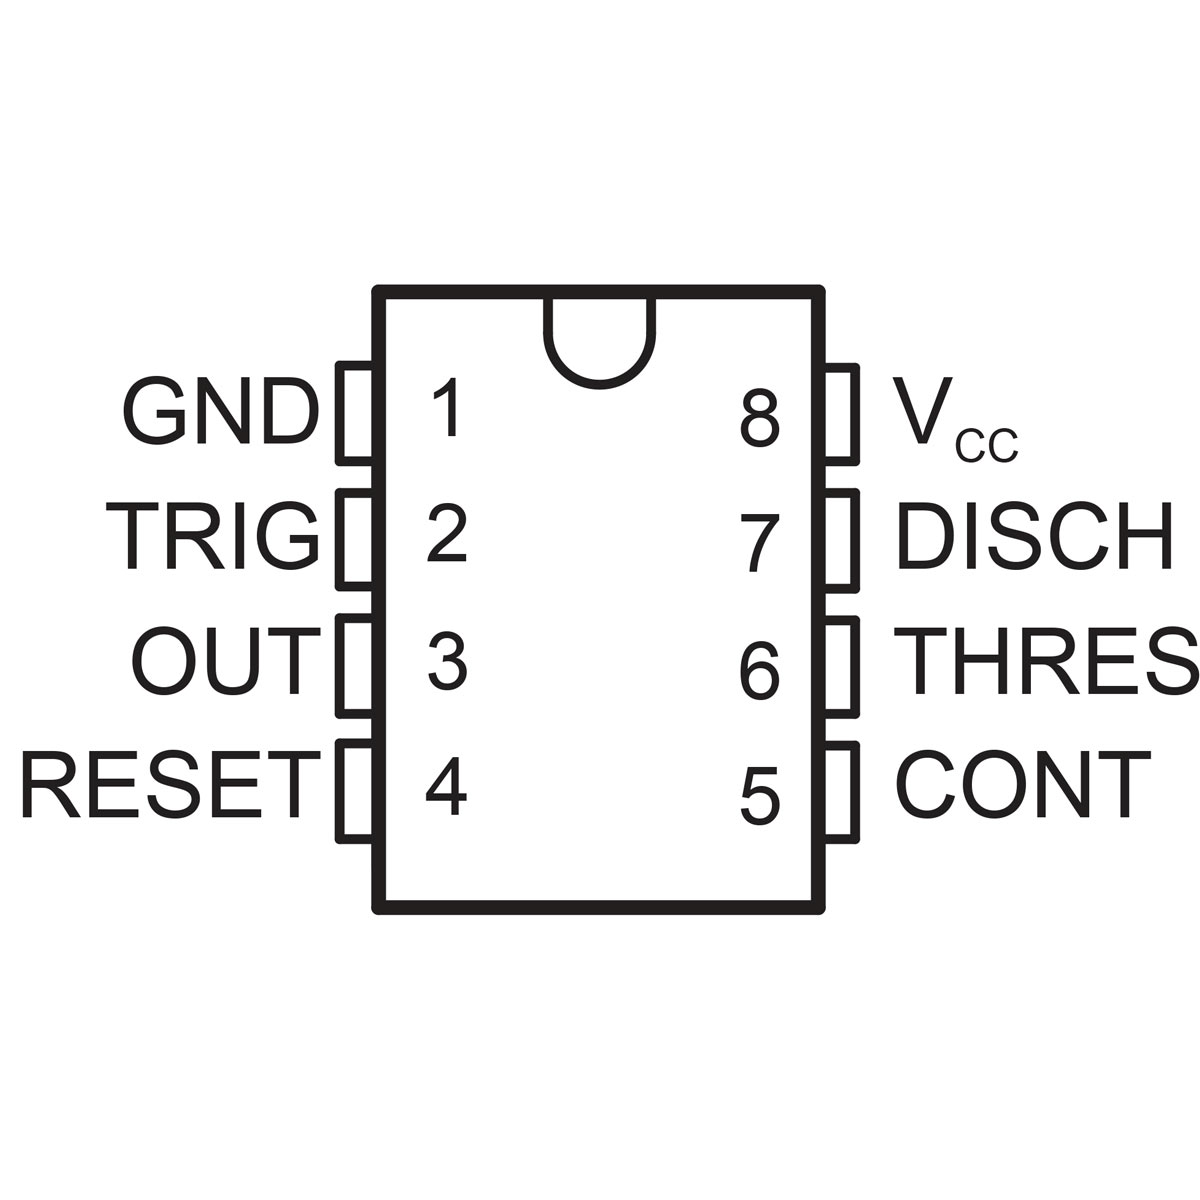 GND 1 8 VCC
TRIG 2 7 DISCH
OUT 3 6 THRES
RESET 4 5 CONT